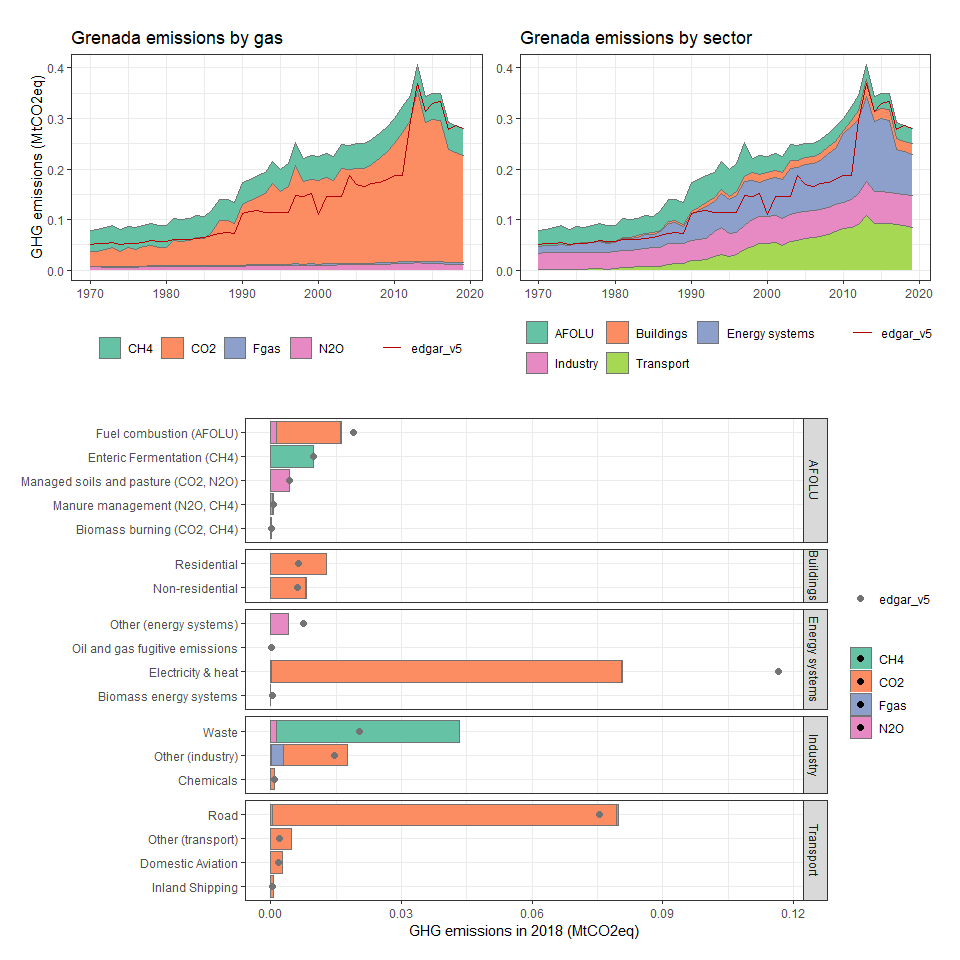 Grenada emissions by gas
Grenada emissions by sector
GHG emissions (MtCO2eq)
0.4
0.3
0.2
0.1
0.0
1970 1980 1990 2000 2010 2020
0.4
0.3
0.2
0.1
0.0
1970 1980 1990 2000 2010 2020
CH4 CO2 Fgas N2O edgar_v5
AFOLU Buildings Energy systems edgar_v5
Industry Transport
Fuel combustion (AFOLU)
Enteric Fermentation (CH4)
Managed soils and pasture (CO2, N2O)
Manure management (N2O, CH4)
Biomass burning (CO2, CH4)
AFOLU
Residential
Non-residential
Buildings
Other (energy systems)
Oil and gas fugitive emissions
Electricity & heat
Biomass energy systems
Energy systems
Waste
Other (industry)
Chemicals
Industry
Road
Other (transport)
Domestic Aviation
Inland Shipping
Transport
0.00 0.03 0.06 0.09 0.12
GHG emissions in 2018 (MtCO2eq)
edgar_v5
CH4
CO2
Fgas
N2O